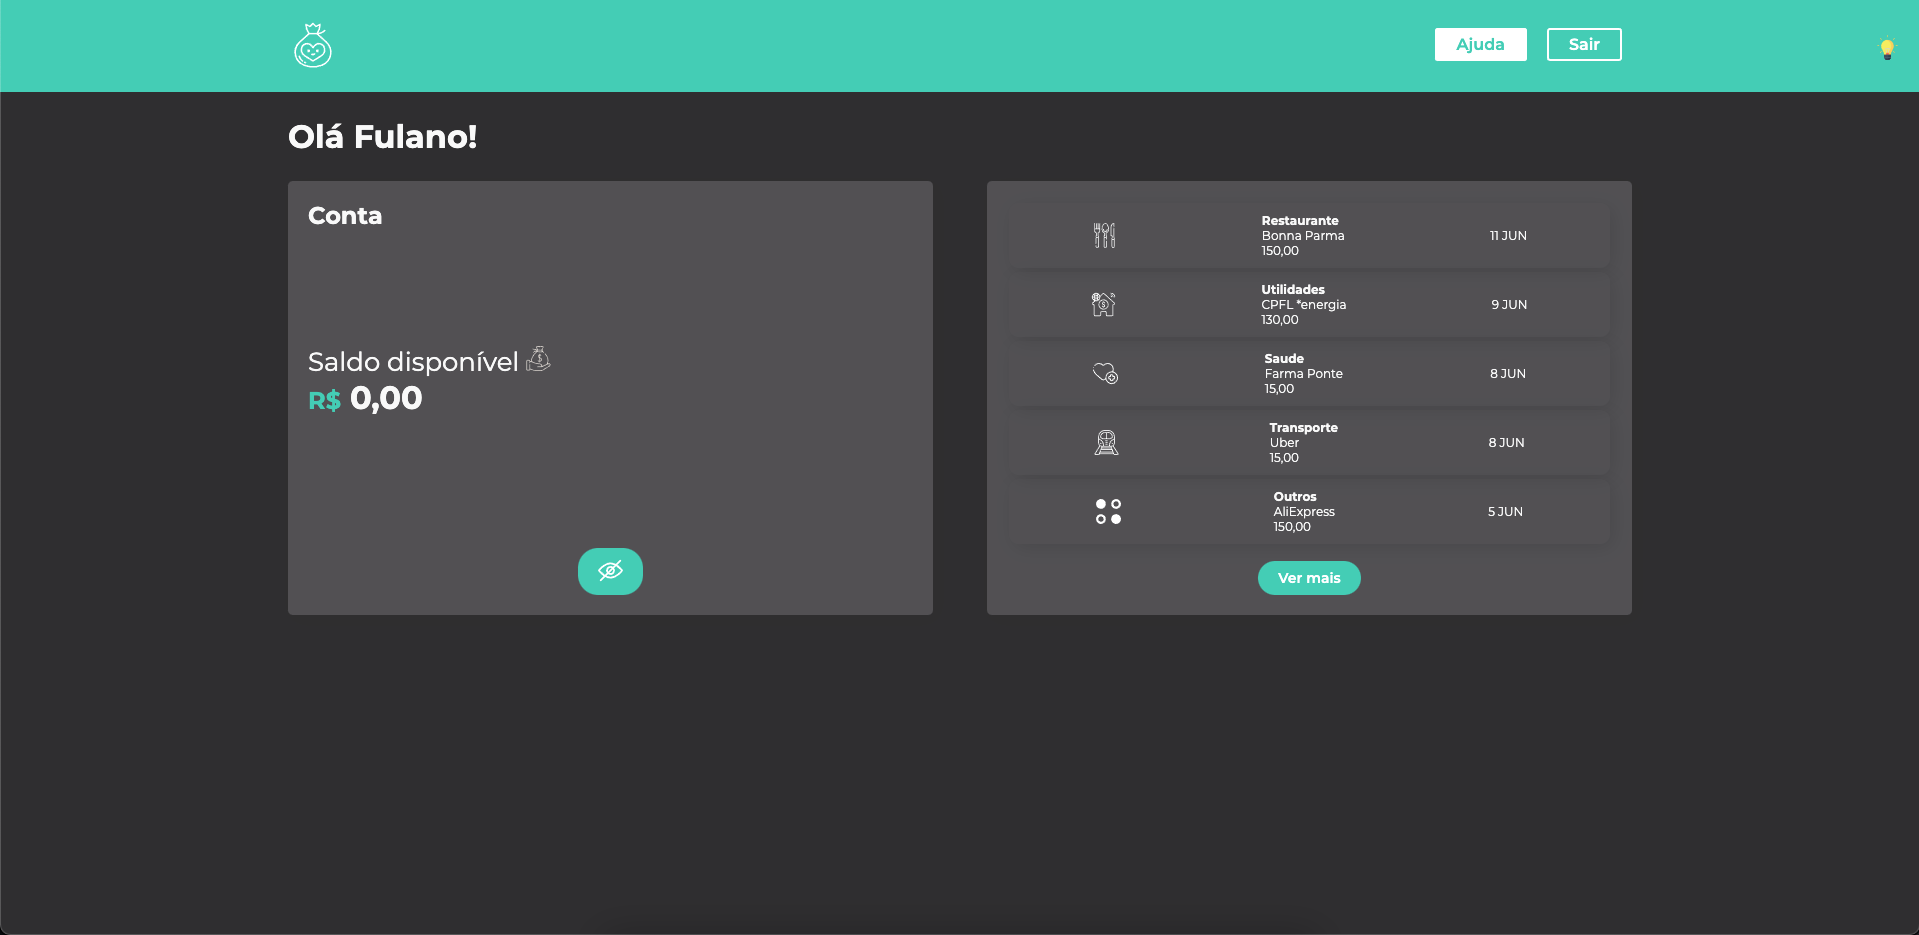 Ajuda
Sair
Olá Fulano!
Conta
Saldo disponível
R$ 0,00
Restaurante
Bonna Parma
150,00
11 JUN
Utilidades
CPFL *energia
130,00
9 JUN
Saude
Farma Ponte
15,00
8 JUN
Transporte
Uber
15,00
8 JUN
Outros
AliExpress
150,00
5 JUN
Ver mais